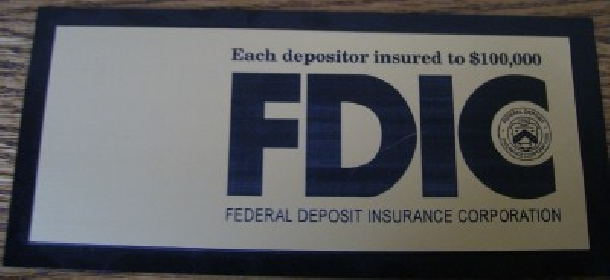 Each depositor insured to $100,000
FDIC
FEDERAL DEPOSIT INSURANCE CORPORATION